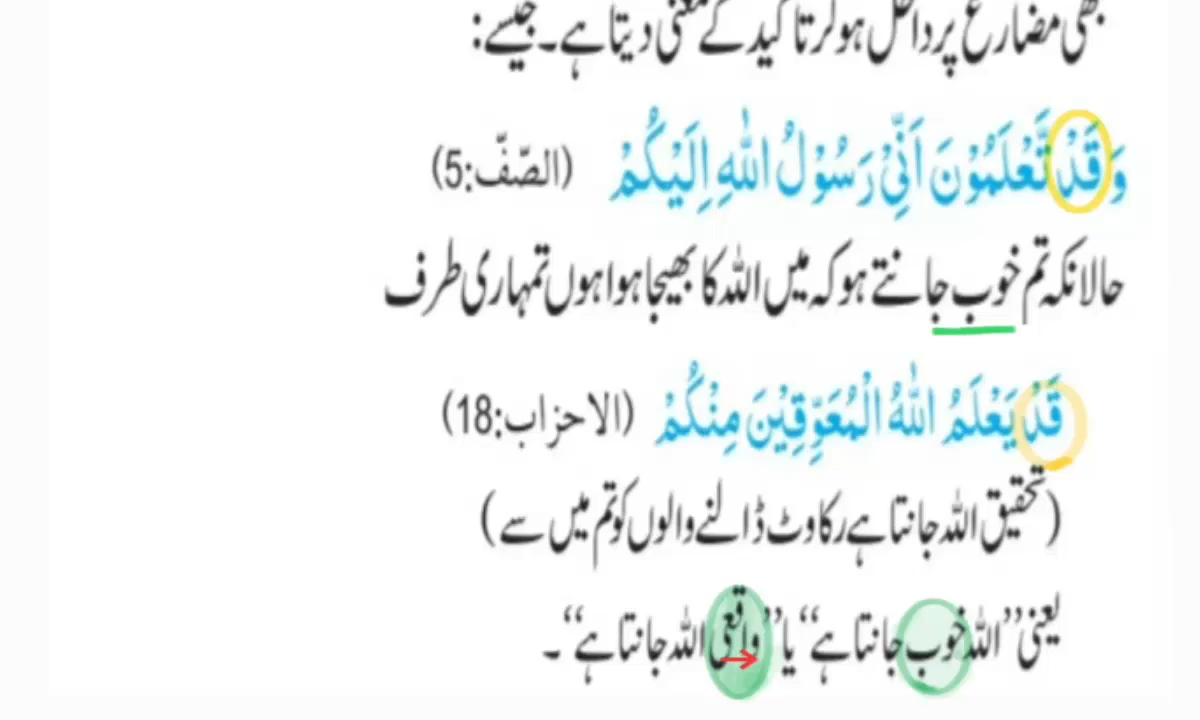 بھی مضارع پر داخل ہو کر تاکید کے معنی دیتا ہے۔ جیسے:
وَقَدْ تَّعْلَمُوْنَ اَنِّىْ رَسُوْلُ اللّٰهِ اِلَيْكُمْ (الصّفّ:5)
حالانکہ تم خوب جانتے ہو کہ میں اللہ کا بھیجا ہوا ہوں تمہاری طرف
قَدْ يَعْلَمُ اللّٰهُ الْمُعَوِّقِيْنَ مِنْكُمْ (الاحزاب:18)
(تحقیق اللہ جانتا ہے رکاوٹ ڈالنے والوں کو تم میں سے)
یعنی ’’اللہ خوب جانتا ہے‘‘ یا ’’واقعی اللہ جانتا ہے‘‘۔